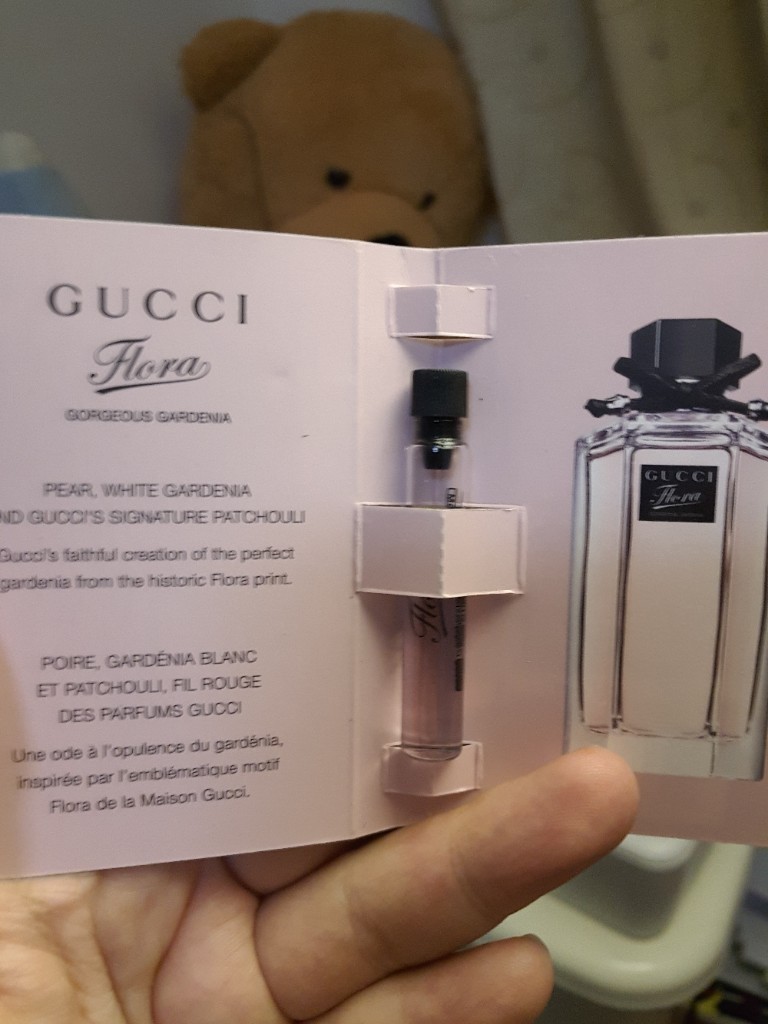 GUCCI
Flora
GORGEOUS GARDENIA
PEAR, WHITE GARDENIA
ND GUCCI'S SIGNATURE PATCHOULI
Gucci's faithful creation of the perfect
gardenia from the historic Flora print.
POIRE, GARDÉNIA BLANC
ET PATCHOULI, FIL ROUGE
DES PARFUMS GUCCI
Une ode à l'opulence du gardénia,
inspirée par l'emblématique motif
Flora de la Maison Gucci.
Flo
GUCCI
Flora